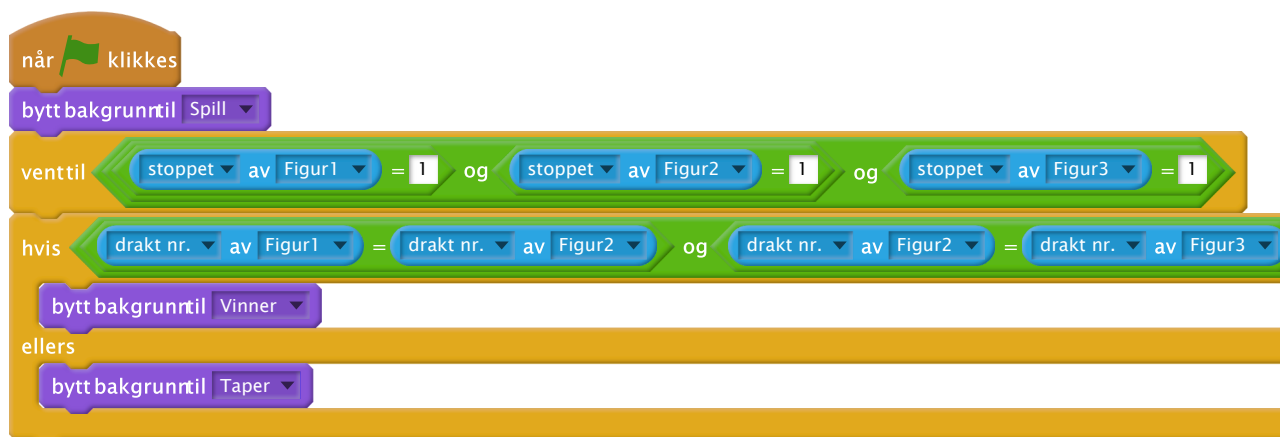 når klikkes
bytt bakgrunn til Spill
vent til stoppet av Figur1 = 1 og stoppet av Figur2 = 1 og stoppet av Figur3 = 1
hvis drakt nr. av Figur1 = drakt nr. av Figur2 og drakt nr. av Figur2 = drakt nr. av Figur3
bytt bakgrunn til Vinner
ellers
bytt bakgrunn til Taper